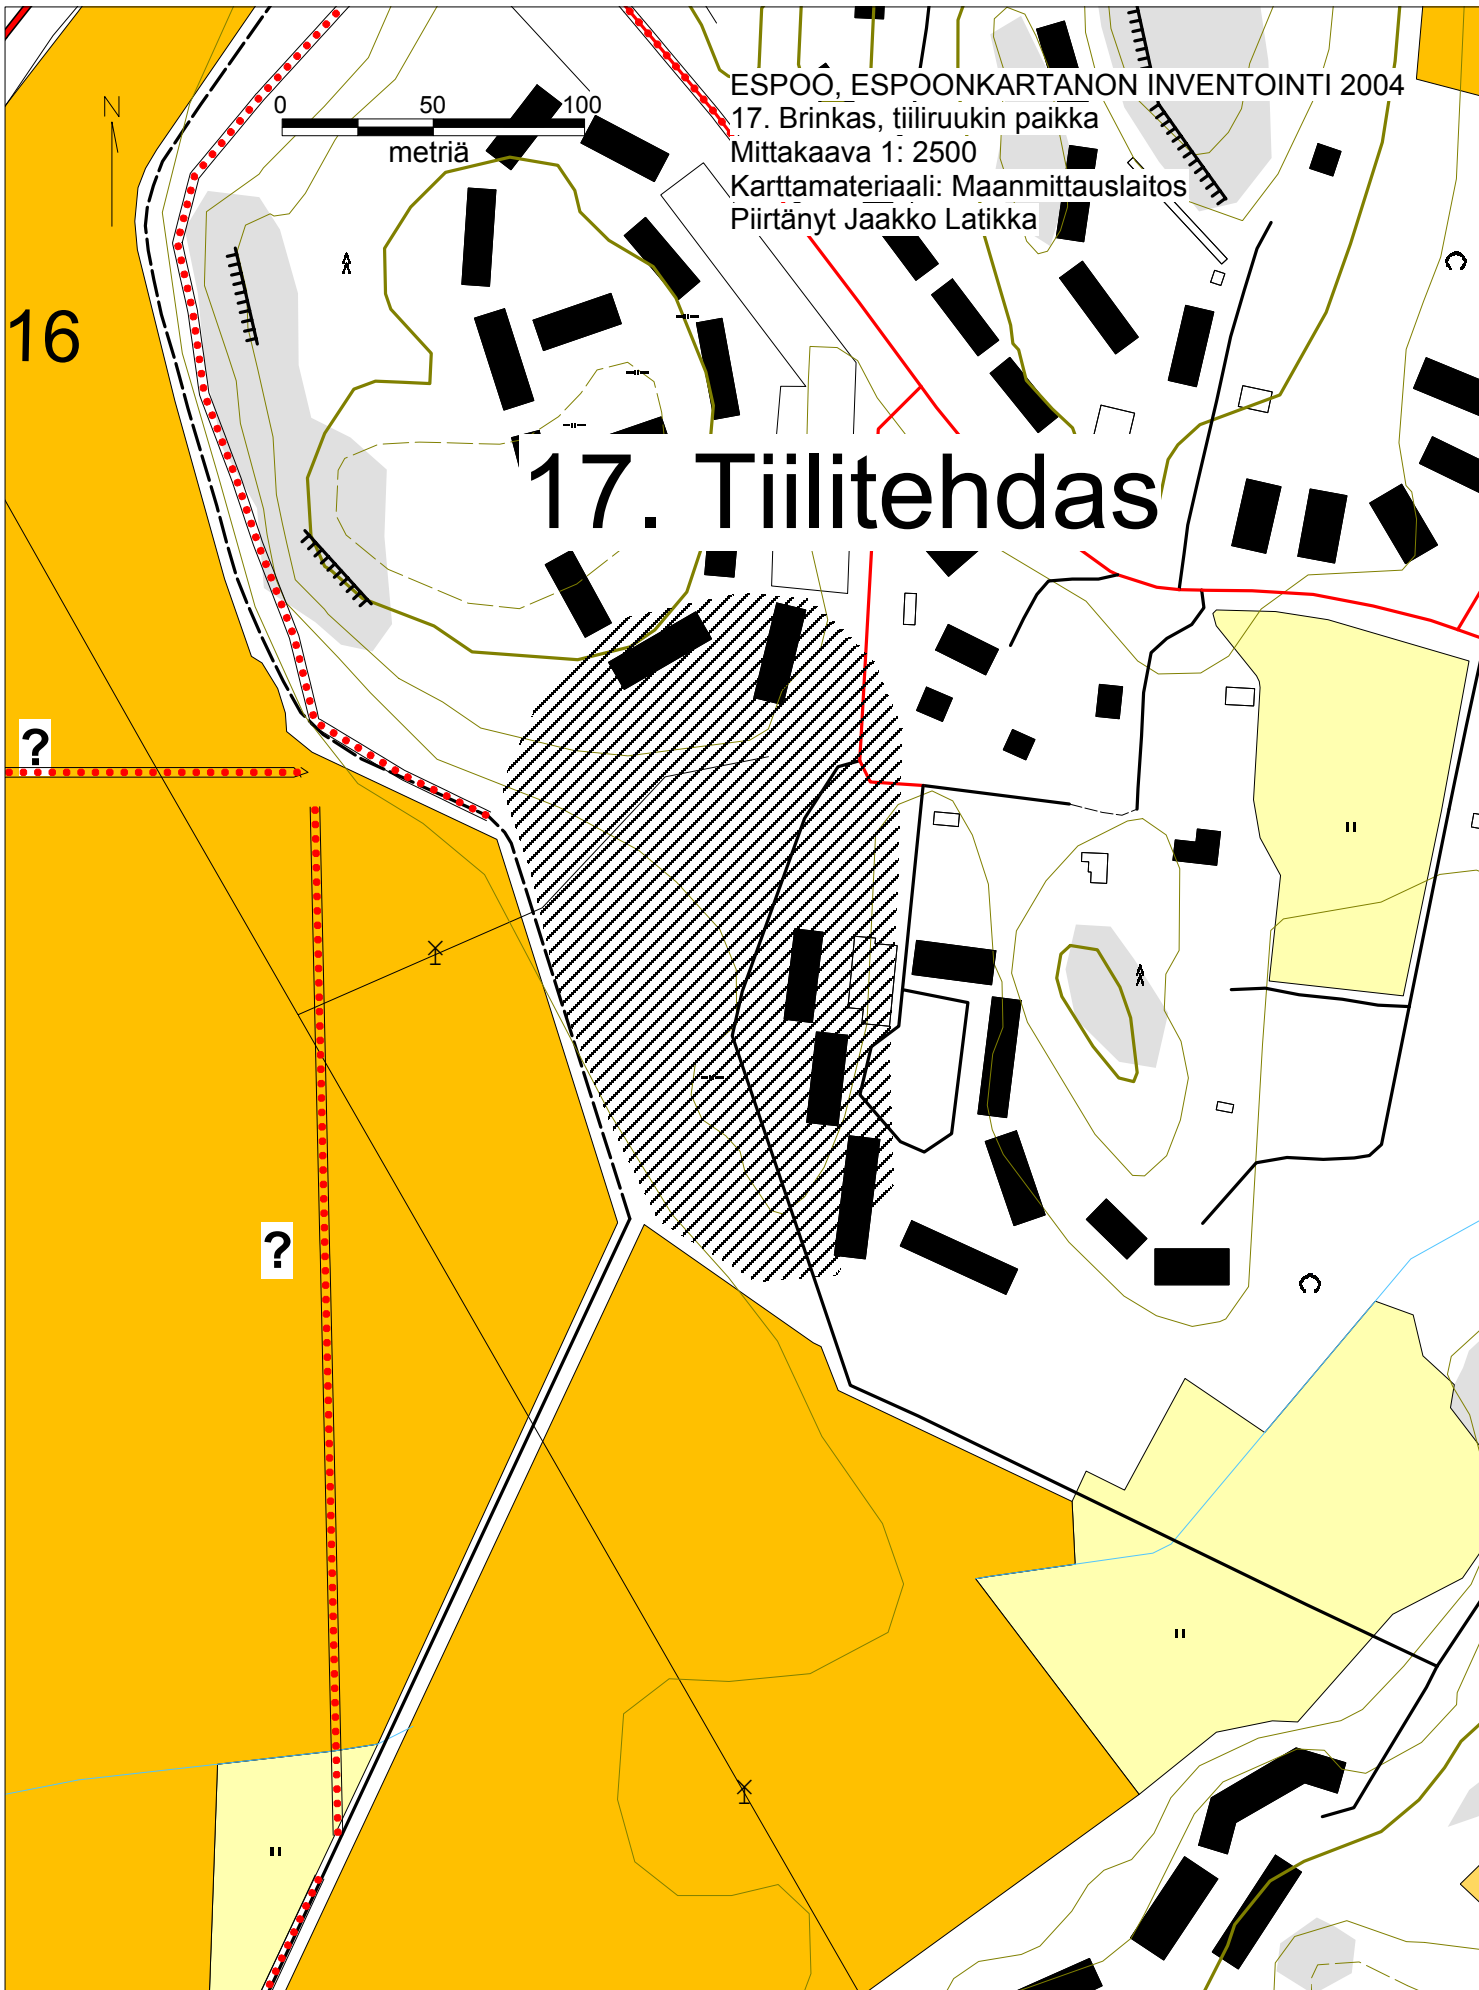 ESPOO, ESPOONKARTANON INVENTOINTI 2004
17. Brinkas, tiiliruukin paikka
Mittakaava 1: 2500
Karttamateriaali: Maanmittauslaitos
Piirtänyt Jaakko Latikka
N
0 50 100
metriä
16
17. Tiilitehdas
?
?